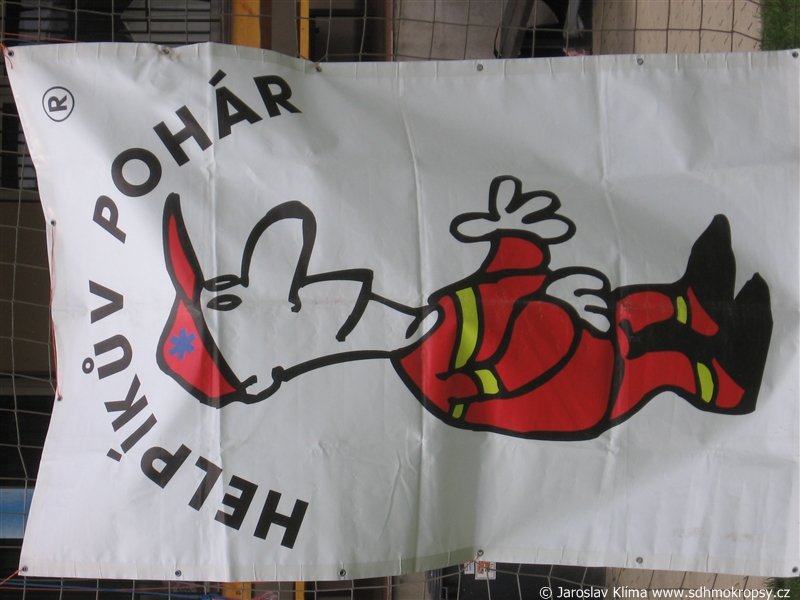 HELPÍKŮV POHÁR
®
© Jaroslav Klíma www.sdhmokropsy.cz